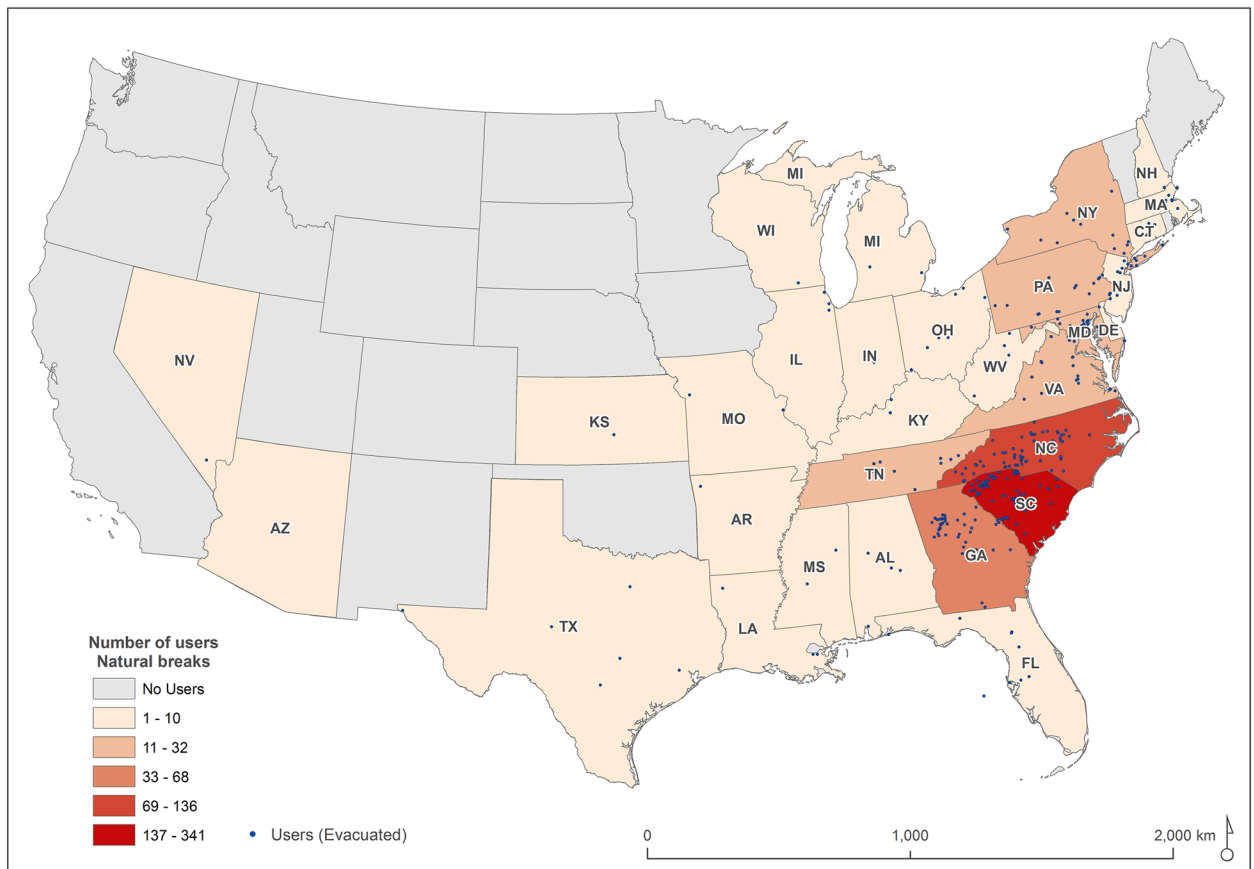 MI
NH
MA
NY
WI
CT
MI
PA
NJ
OH
MD
DE
NV
IL
IN
WV
VA
KS
MO
KY
NC
TN
SC
AZ
AR
GA
MS
AL
TX
LA
FL
Number of users
Natural breaks
No Users
1 - 10
11 - 32
33 - 68
69 - 136
137 - 341
Users (Evacuated)
0 1,000 2,000 km